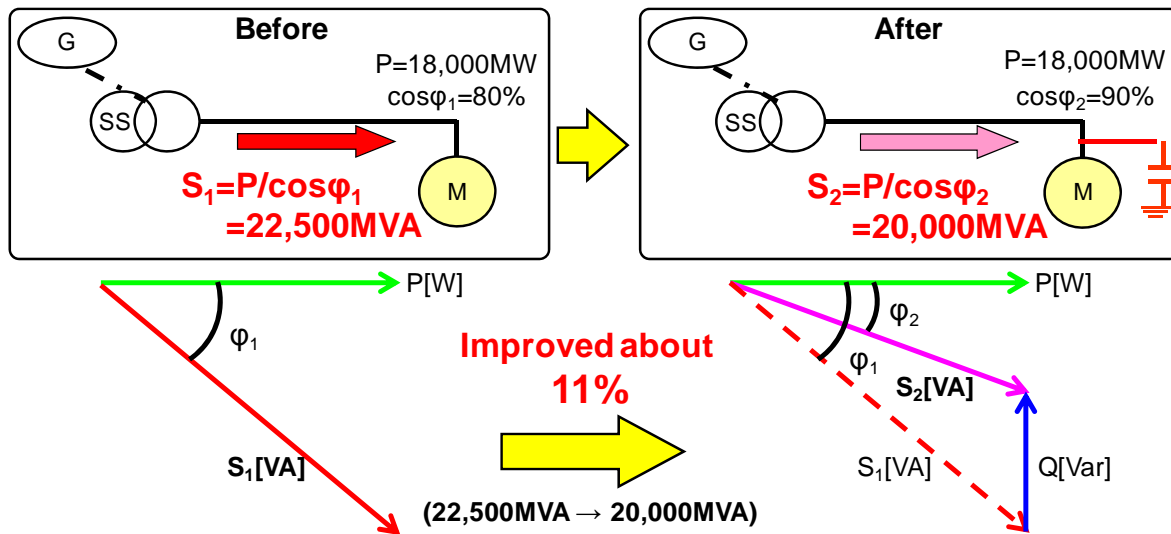 Before
G
P=18,000MW
cosφ₁=80%
SS
M
S₁=P/cosφ₁
=22,500MVA
After
G
P=18,000MW
cosφ₂=90%
SS
M
S₂=P/cosφ₂
=20,000MVA
P[W]
φ₁
S₁[VA]
Improved about
11%
(22,500MVA → 20,000MVA)
P[W]
φ₂
φ₁
S₂[VA]
S₁[VA]
Q[Var]